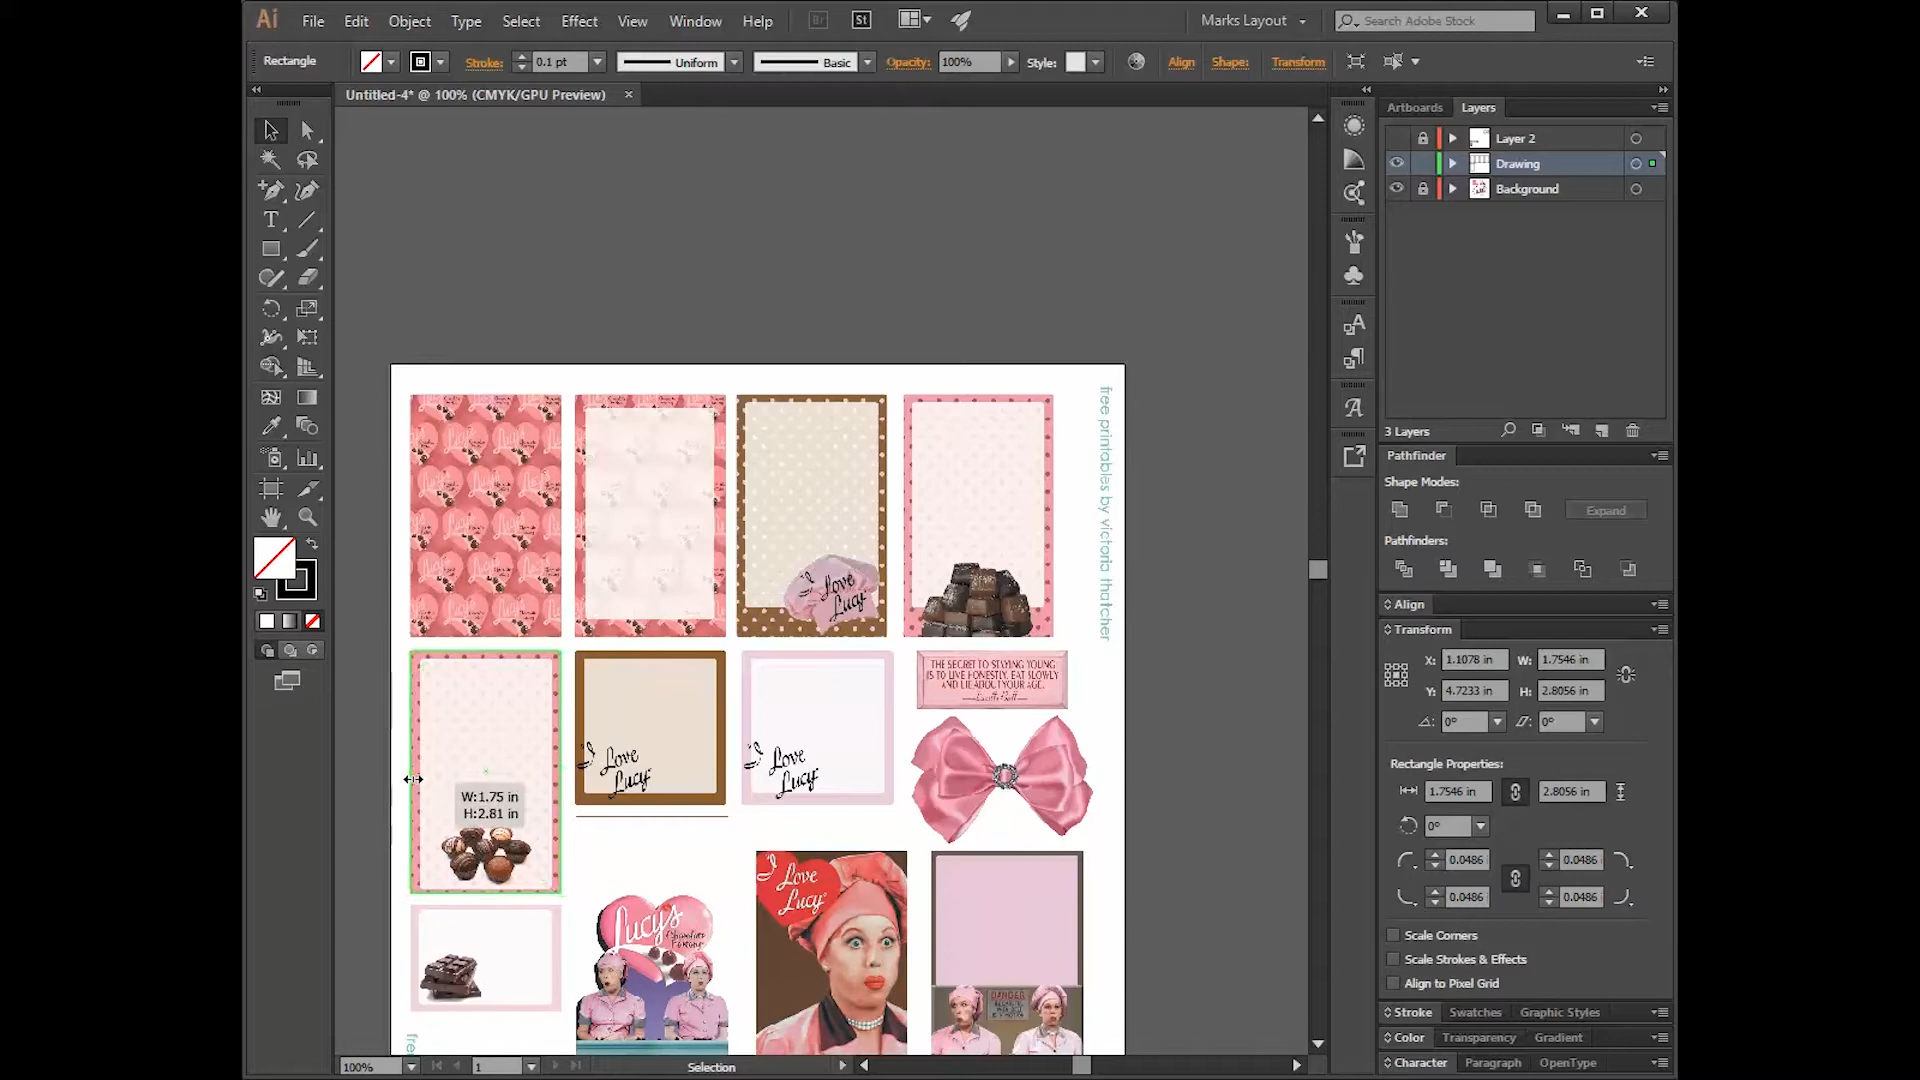 Ai File Edit Object Type Select Effect View Window Help Br St Marks Layout Search Adobe Stock
Rectangle Stroke: 0.1 pt Uniform Basic Opacity: 100% Style: Align Shape: Transform
Untitled-4* @ 100% (CMYK/GPU Preview)
Artboards Layers
Layer 2
Drawing
Background
3 Layers
Pathfinder
Shape Modes:
Expand
Pathfinders:
Align
Transform
X: 1.1078 in W: 1.7546 in
Y: 4.7233 in H: 2.8056 in
0° 0°
Rectangle Properties:
1.7546 in 2.8056 in
0°
0.0486 0.0486
0.0486 0.0486
Scale Corners
Scale Strokes & Effects
Align to Pixel Grid
Stroke Swatches Graphic Styles
Color Transparency Gradient
Character Paragraph OpenType
free printables by victoria thatcher
I Love
Lucy
THE SECRET TO STAYING YOUNG
IS TO LIVE HONESTLY, EAT SLOWLY
AND LIE ABOUT YOUR AGE.
I Love
Lucy
I Love
Lucy
W:1.75 in
H:2.81 in
Lucy's
Chocolate
Factory
I Love
Lucy
DANGER
free
100% 1 Selection